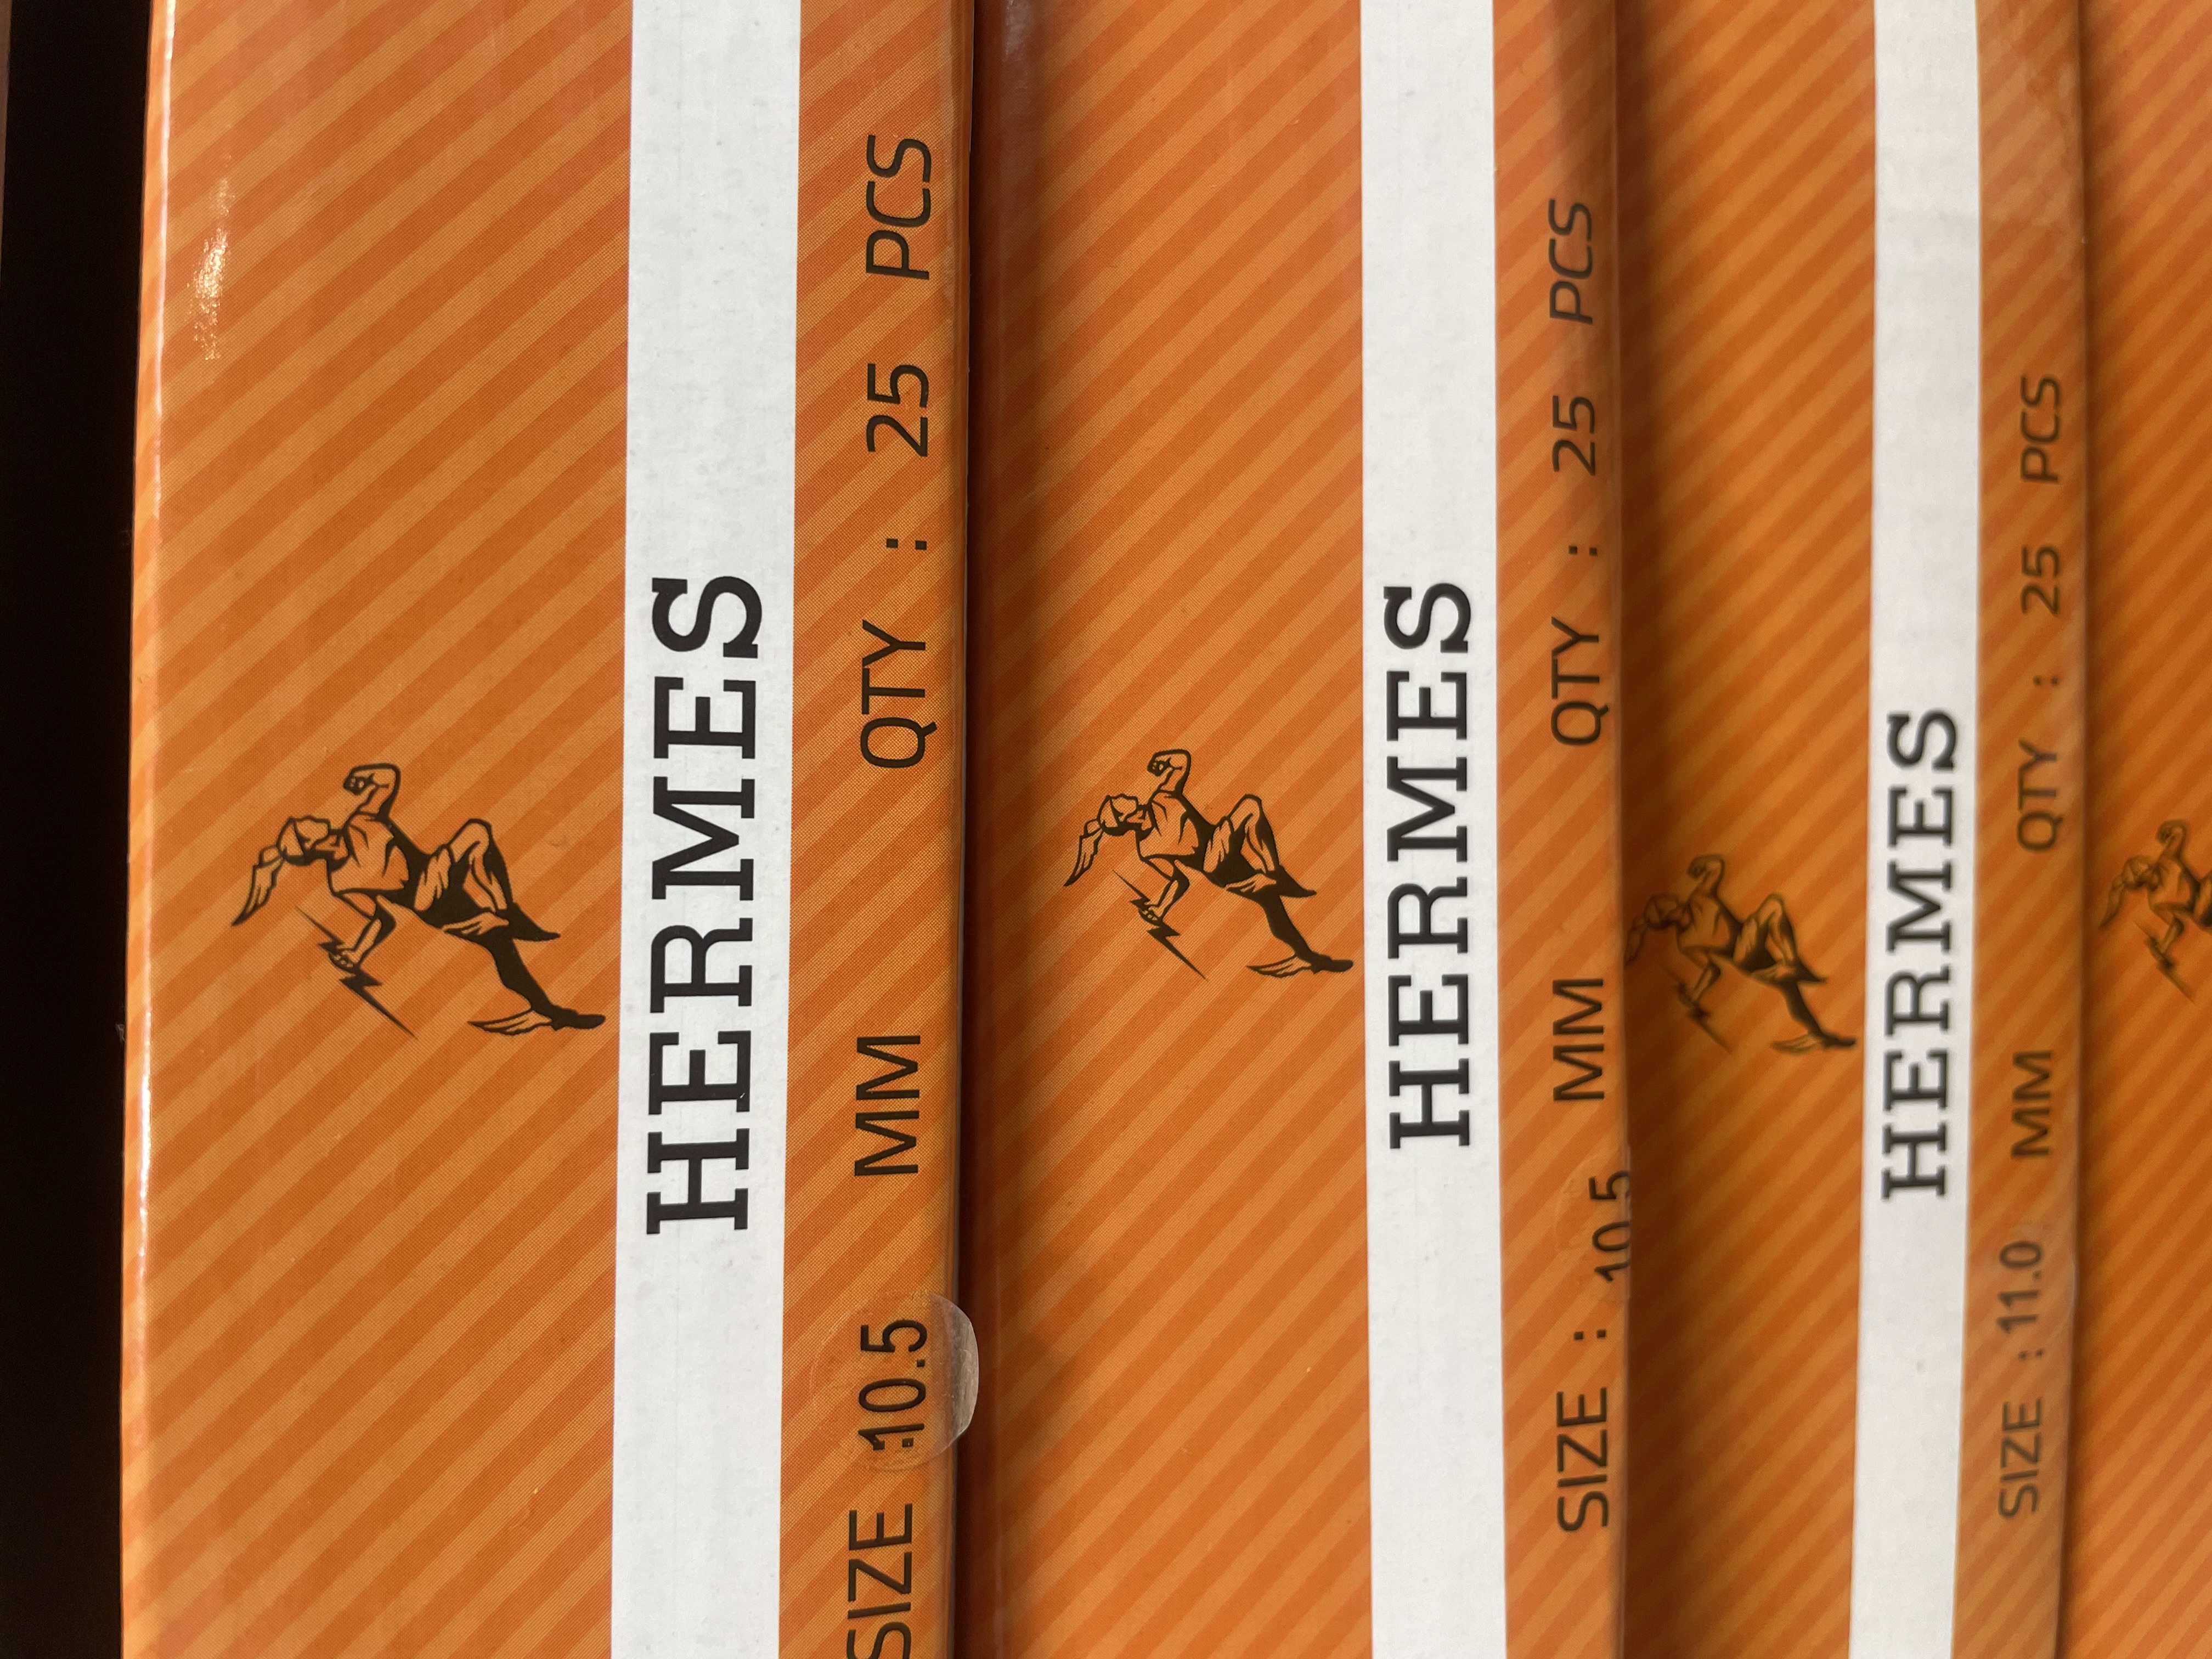 HERMES
SIZE :10.5 MM QTY : 25 PCS
HERMES
SIZE : 10.5 MM QTY : 25 PCS
HERMES
SIZE : 11.0 MM QTY : 25 PCS